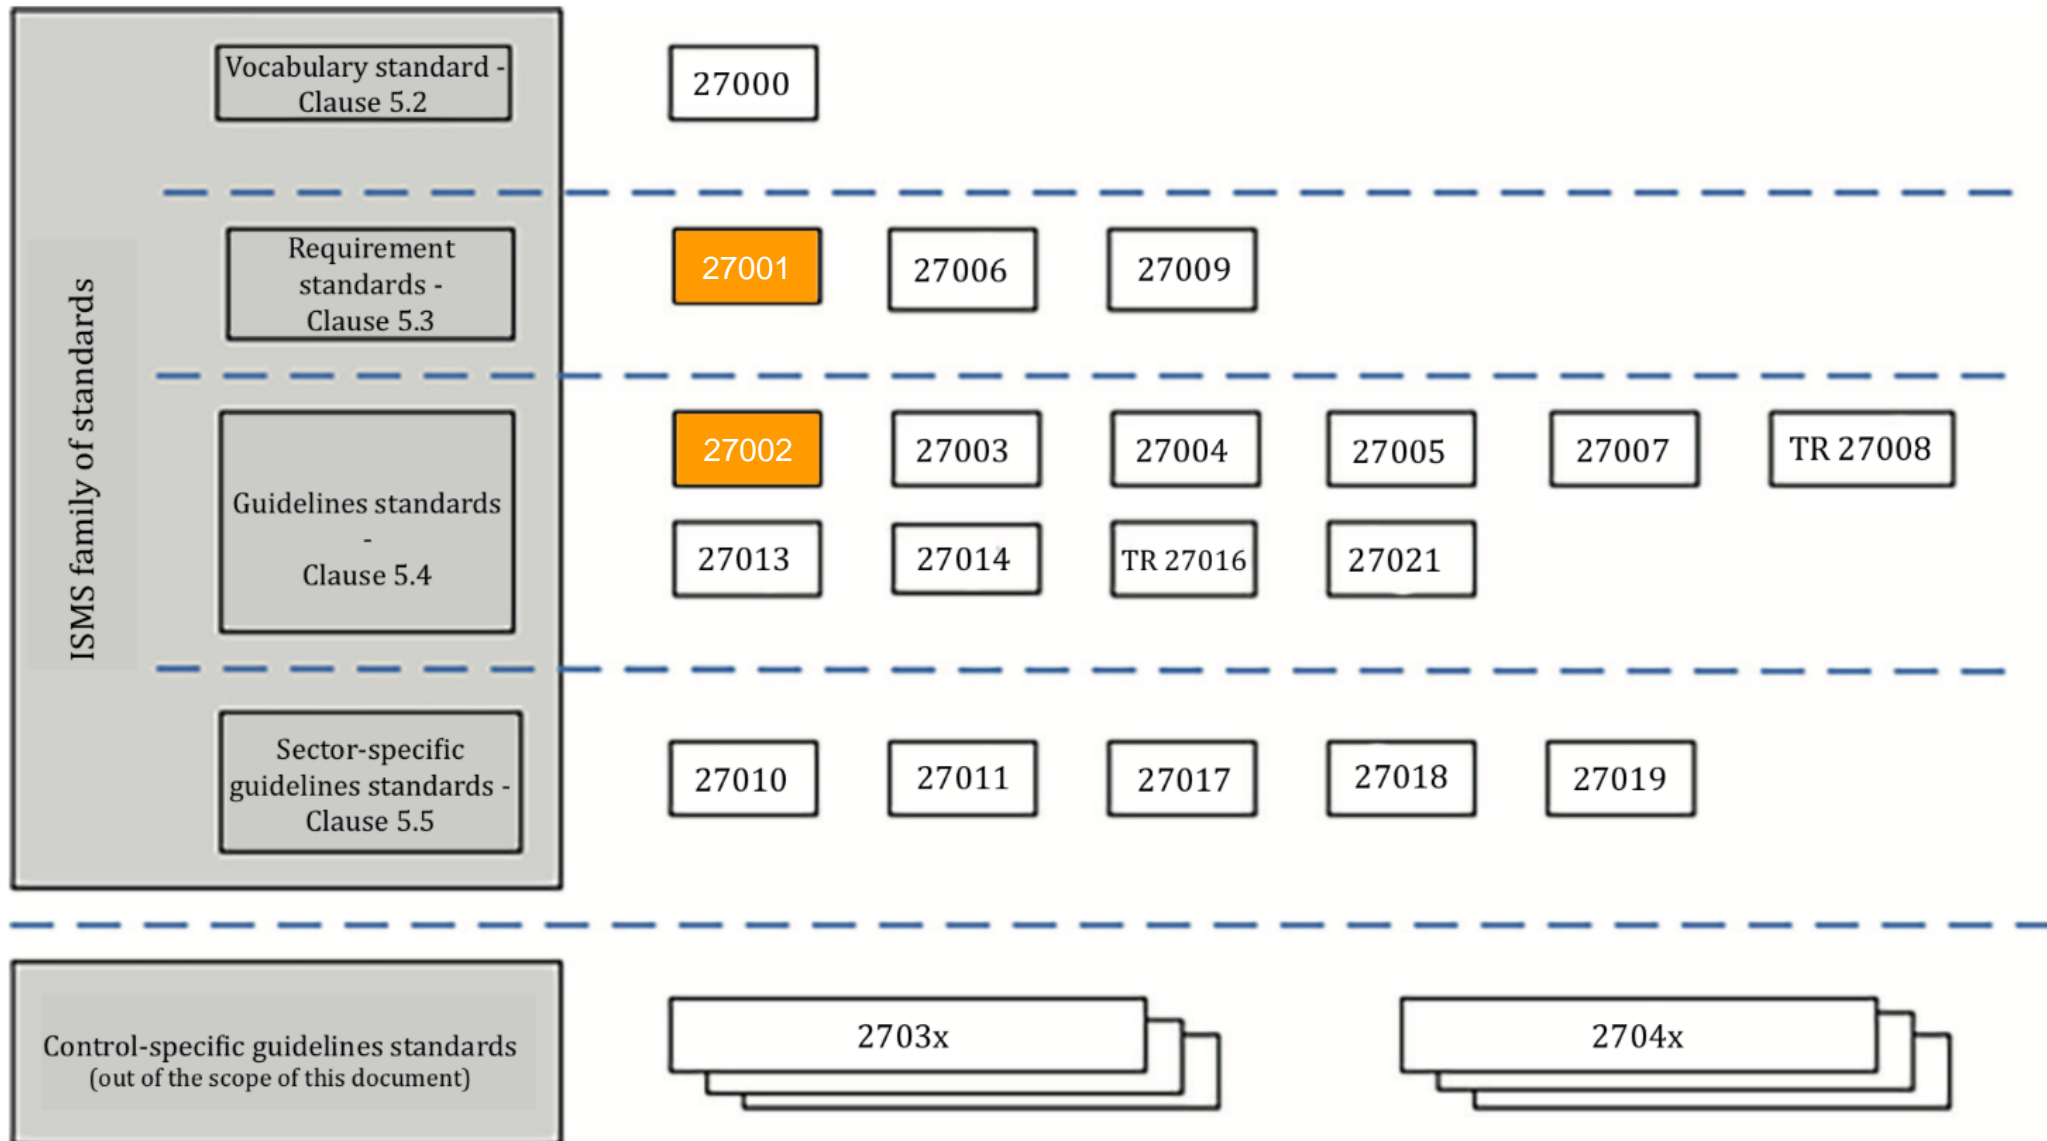 Vocabulary standard -
Clause 5.2
27000
ISMS family of standards
Requirement
standards -
Clause 5.3
27001
27006
27009
Guidelines standards
-
Clause 5.4
27002
27003
27004
27005
27007
TR 27008
27013
27014
TR 27016
27021
Sector-specific
guidelines standards -
Clause 5.5
27010
27011
27017
27018
27019
Control-specific guidelines standards
(out of the scope of this document)
2703x
2704x